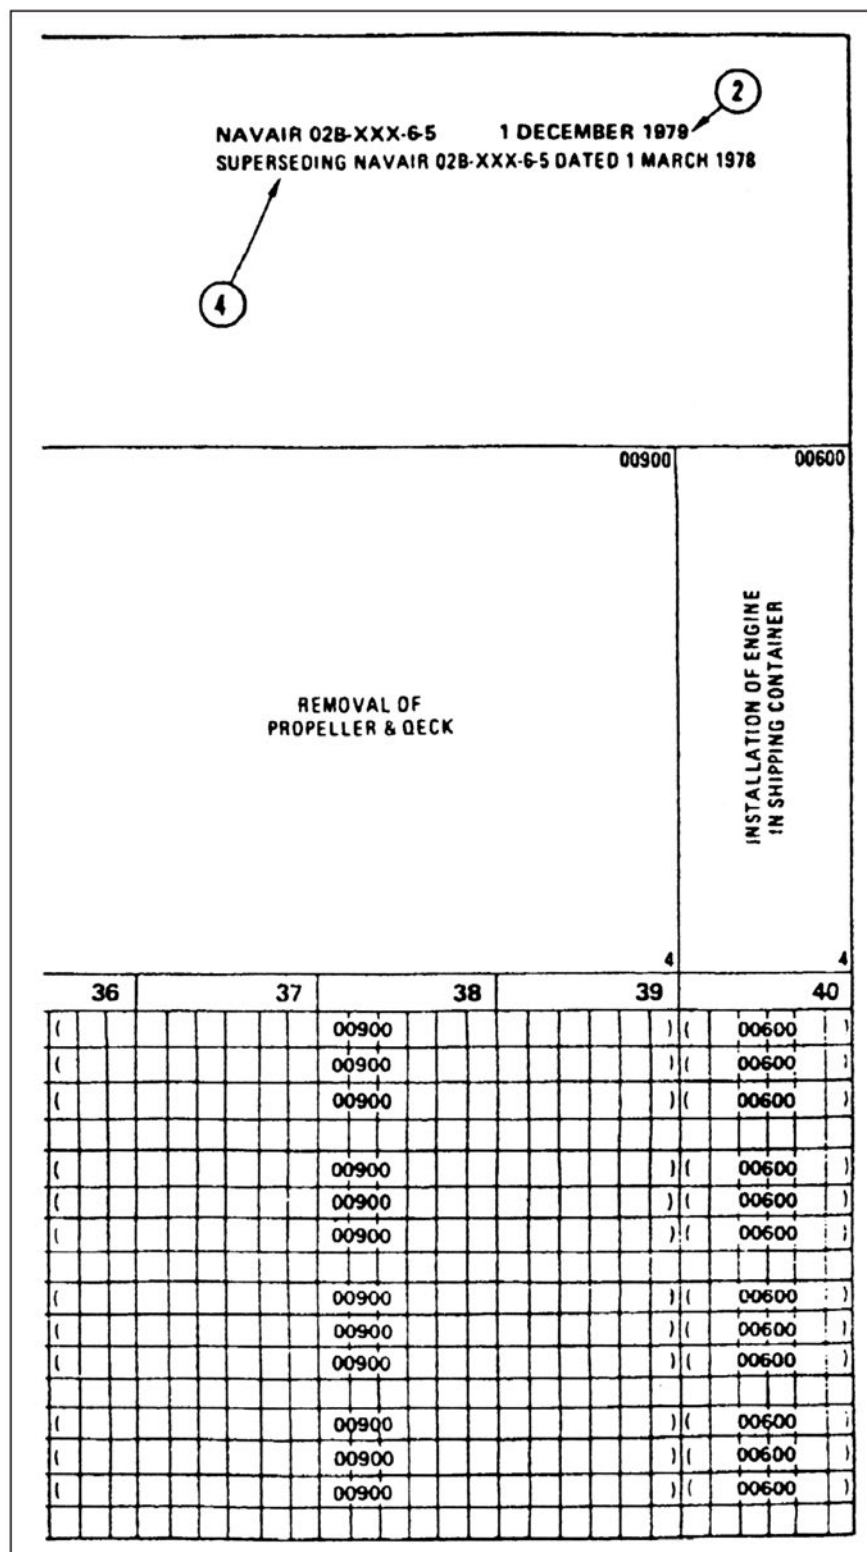 2
NAVAIR 02B-XXX-6-5 1 DECEMBER 1979
SUPERSEDING NAVAIR 02B-XXX-6-5 DATED 1 MARCH 1978
4
00900 00600
REMOVAL OF
PROPELLER & QECK
INSTALLATION OF ENGINE
IN SHIPPING CONTAINER
4 4
36 37 38 39 40
( 00900 ) ( 00600 )
( 00900 ) ( 00600 )
( 00900 ) ( 00600 )
( 00900 ) ( 00600 )
( 00900 ) ( 00600 )
( 00900 ) ( 00600 )
( 00900 ) ( 00600 )
( 00900 ) ( 00600 )
( 00900 ) ( 00600 )
( 00900 ) ( 00600 )
( 00900 ) ( 00600 )
( 00900 ) ( 00600 )